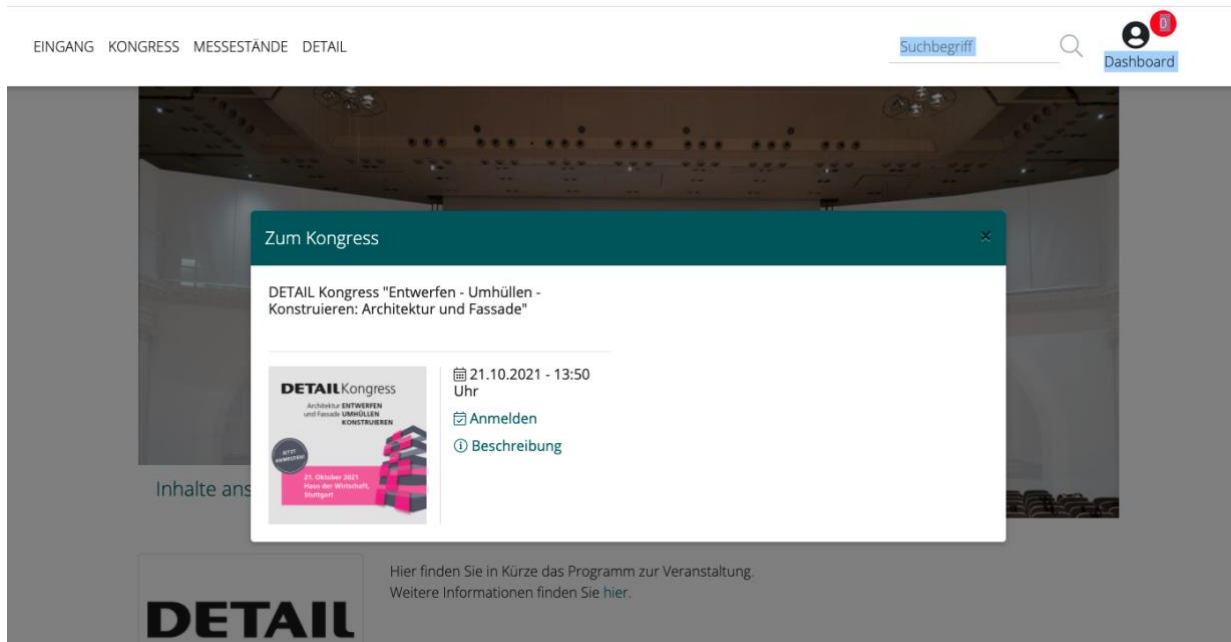 EINGANG KONGRESS MESSESTÄNDE DETAIL
Suchbegriff
0
Dashboard
Zum Kongress
×
DETAIL Kongress "Entwerfen - Umhüllen -
Konstruieren: Architektur und Fassade"
DETAILKongress
Architektur ENTWERFEN
und Fassade UMHÜLLEN
KONSTRUIEREN
JETZT
21. Oktober 2021
Haus der Wirtschaft,
Stuttgart
21.10.2021 - 13:50
Uhr
Anmelden
Beschreibung
Inhalte ans
Hier finden Sie in Kürze das Programm zur Veranstaltung.
Weitere Informationen finden Sie hier.
DETAIL